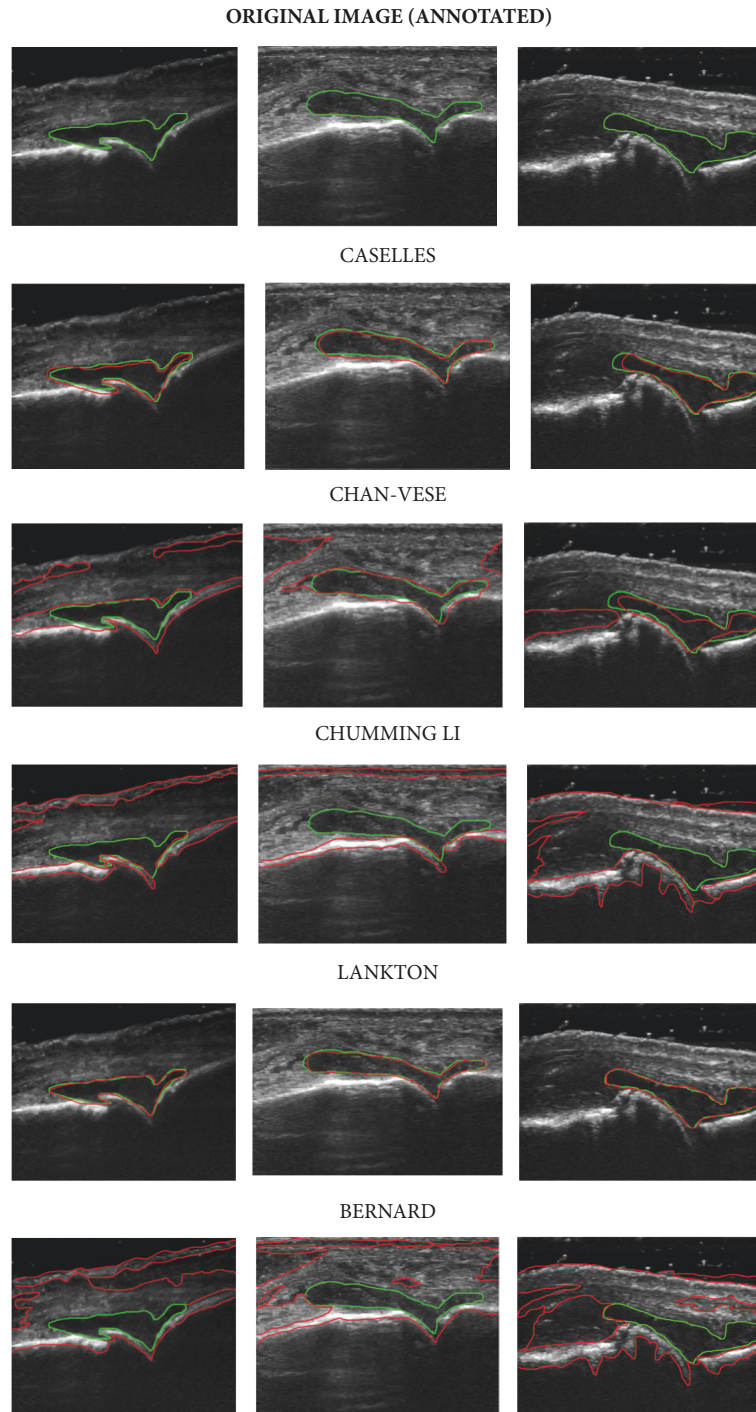 ORIGINAL IMAGE (ANNOTATED)
CASELLES
CHAN-VESE
CHUMMING LI
LANKTON
BERNARD